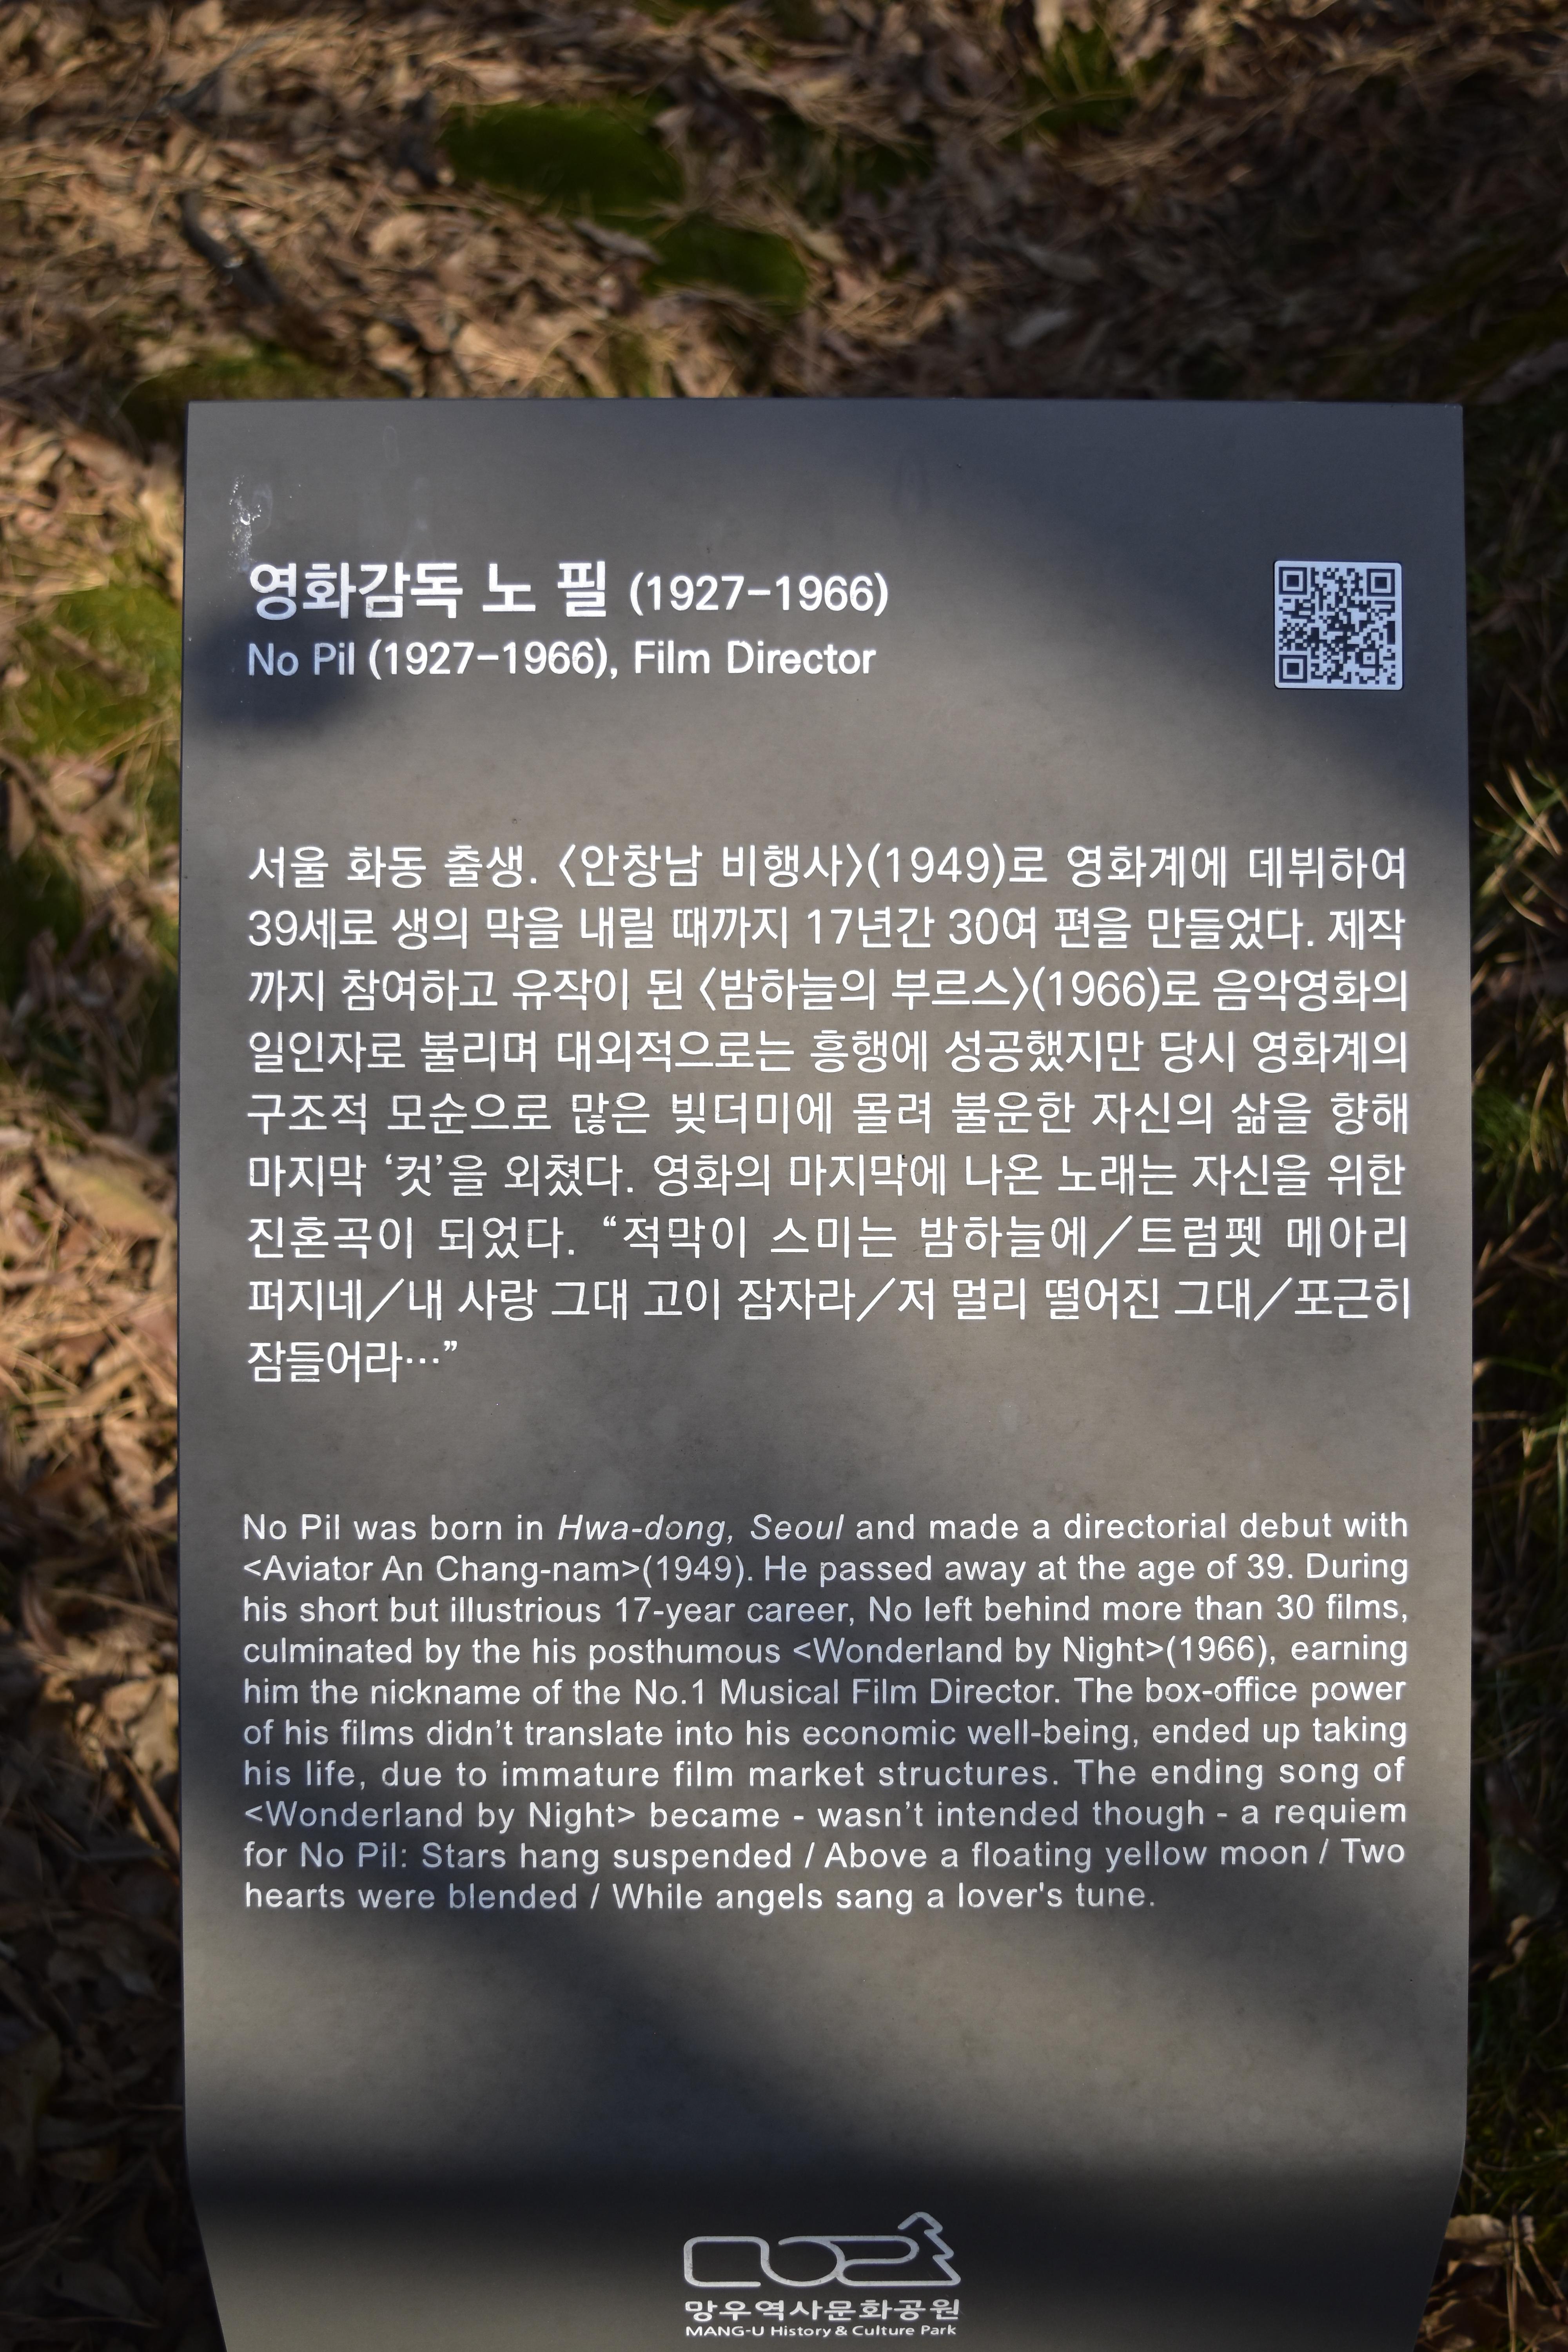 영화감독 노 필 (1927-1966)
No Pil (1927-1966), Film Director
서울 화동 출생. 〈안창남 비행사〉(1949)로 영화계에 데뷔하여
39세로 생의 막을 내릴 때까지 17년간 30여 편을 만들었다. 제작
까지 참여하고 유작이 된 〈밤하늘의 부르스〉(1966)로 음악영화의
일인자로 불리며 대외적으로는 흥행에 성공했지만 당시 영화계의
구조적 모순으로 많은 빚더미에 몰려 불운한 자신의 삶을 향해
마지막 ‘컷’을 외쳤다. 영화의 마지막에 나온 노래는 자신을 위한
진혼곡이 되었다. “적막이 스미는 밤하늘에／트럼펫 메아리
퍼지네／내 사랑 그대 고이 잠자라／저 멀리 떨어진 그대／포근히
잠들어라…”
No Pil was born in Hwa-dong, Seoul and made a directorial debut with
<Aviator An Chang-nam>(1949). He passed away at the age of 39. During
his short but illustrious 17-year career, No left behind more than 30 films,
culminated by the his posthumous <Wonderland by Night>(1966), earning
him the nickname of the No.1 Musical Film Director. The box-office power
of his films didn’t translate into his economic well-being, ended up taking
his life, due to immature film market structures. The ending song of
<Wonderland by Night> became - wasn’t intended though - a requiem
for No Pil: Stars hang suspended / Above a floating yellow moon / Two
hearts were blended / While angels sang a lover's tune.
망우역사문화공원
MANG-U History & Culture Park